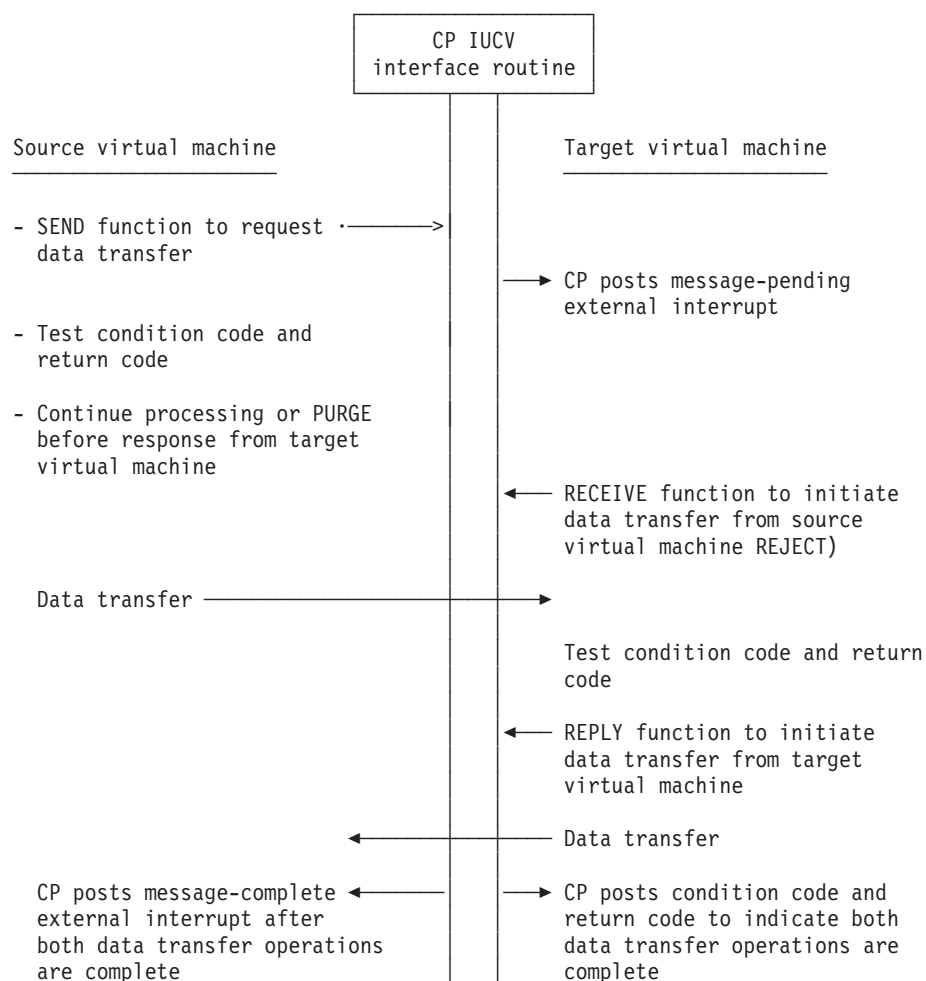 CP IUCV
interface routine
Source virtual machine
Target virtual machine
- SEND function to request
data transfer
CP posts message-pending
external interrupt
- Test condition code and
return code
- Continue processing or PURGE
before response from target
virtual machine
RECEIVE function to initiate
data transfer from source
virtual machine REJECT)
Data transfer
Test condition code and return
code
REPLY function to initiate
data transfer from target
virtual machine
Data transfer
CP posts message-complete
external interrupt after
both data transfer operations
are complete
CP posts condition code and
return code to indicate both
data transfer operations are
complete